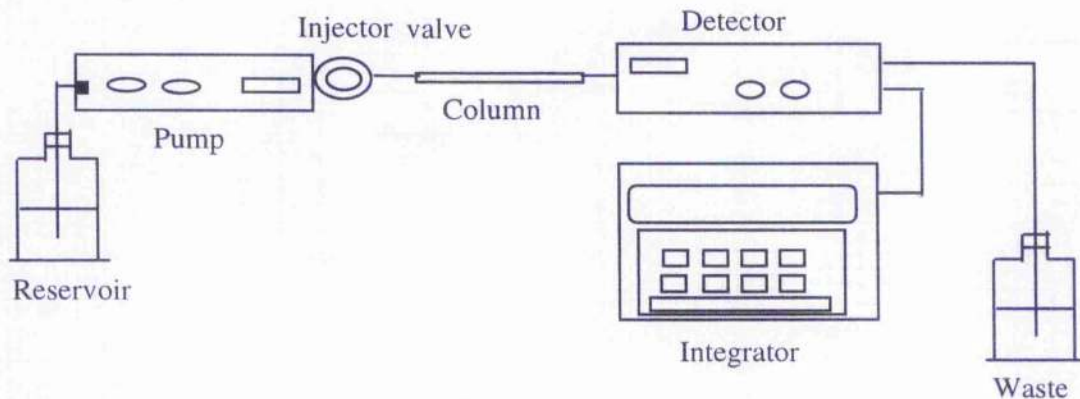 Injector valve
Detector
Column
Pump
Reservoir
Integrator
Waste